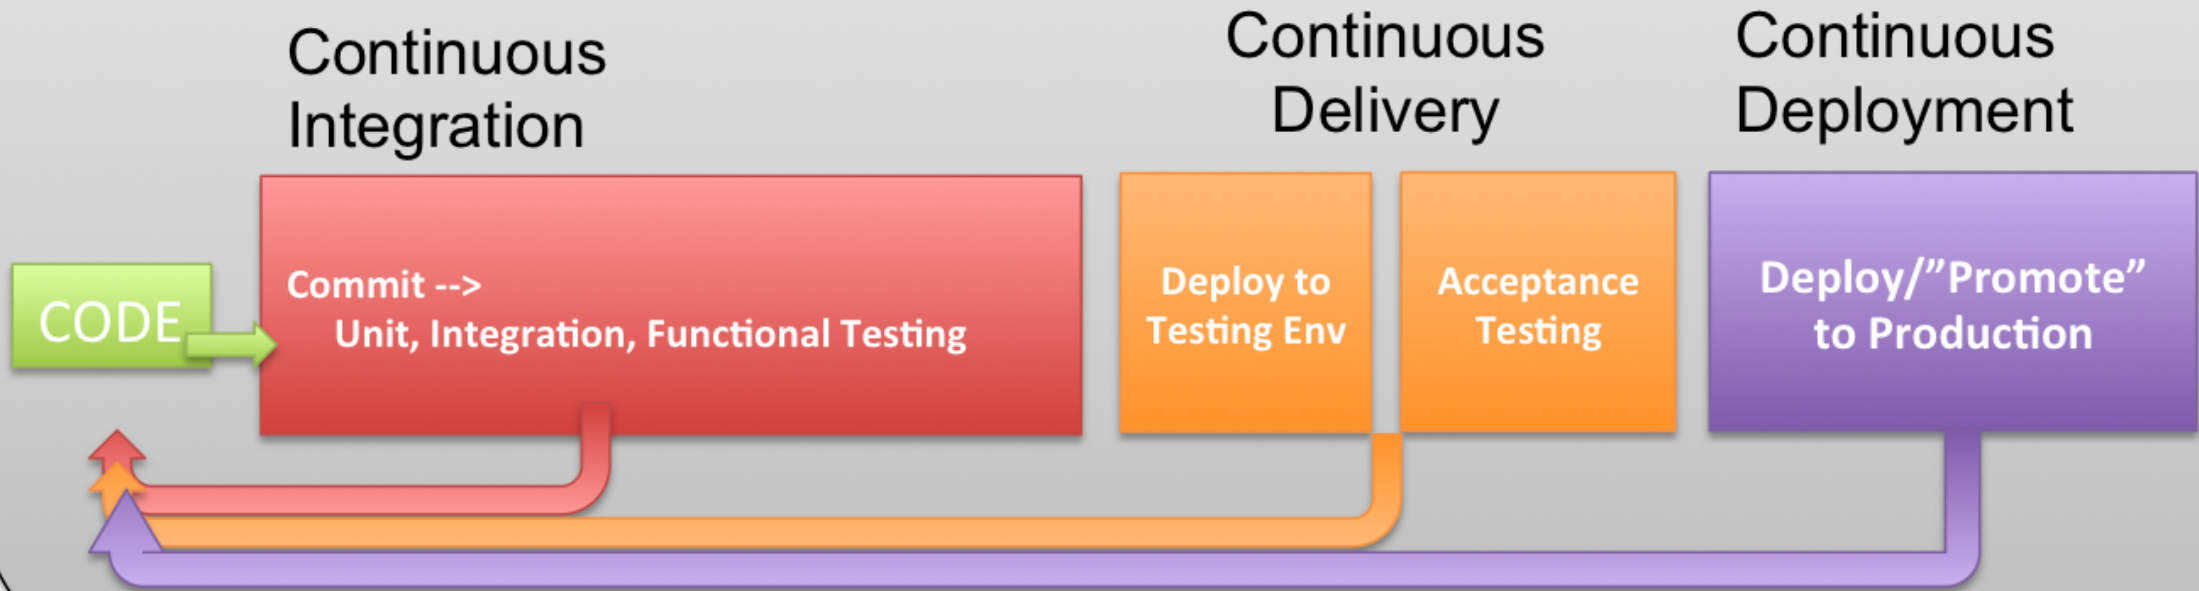 Continuous
Integration
Continuous
Delivery
Continuous
Deployment
CODE
Commit -->
Unit, Integration, Functional Testing
Deploy to
Testing Env
Acceptance
Testing
Deploy/”Promote”
to Production